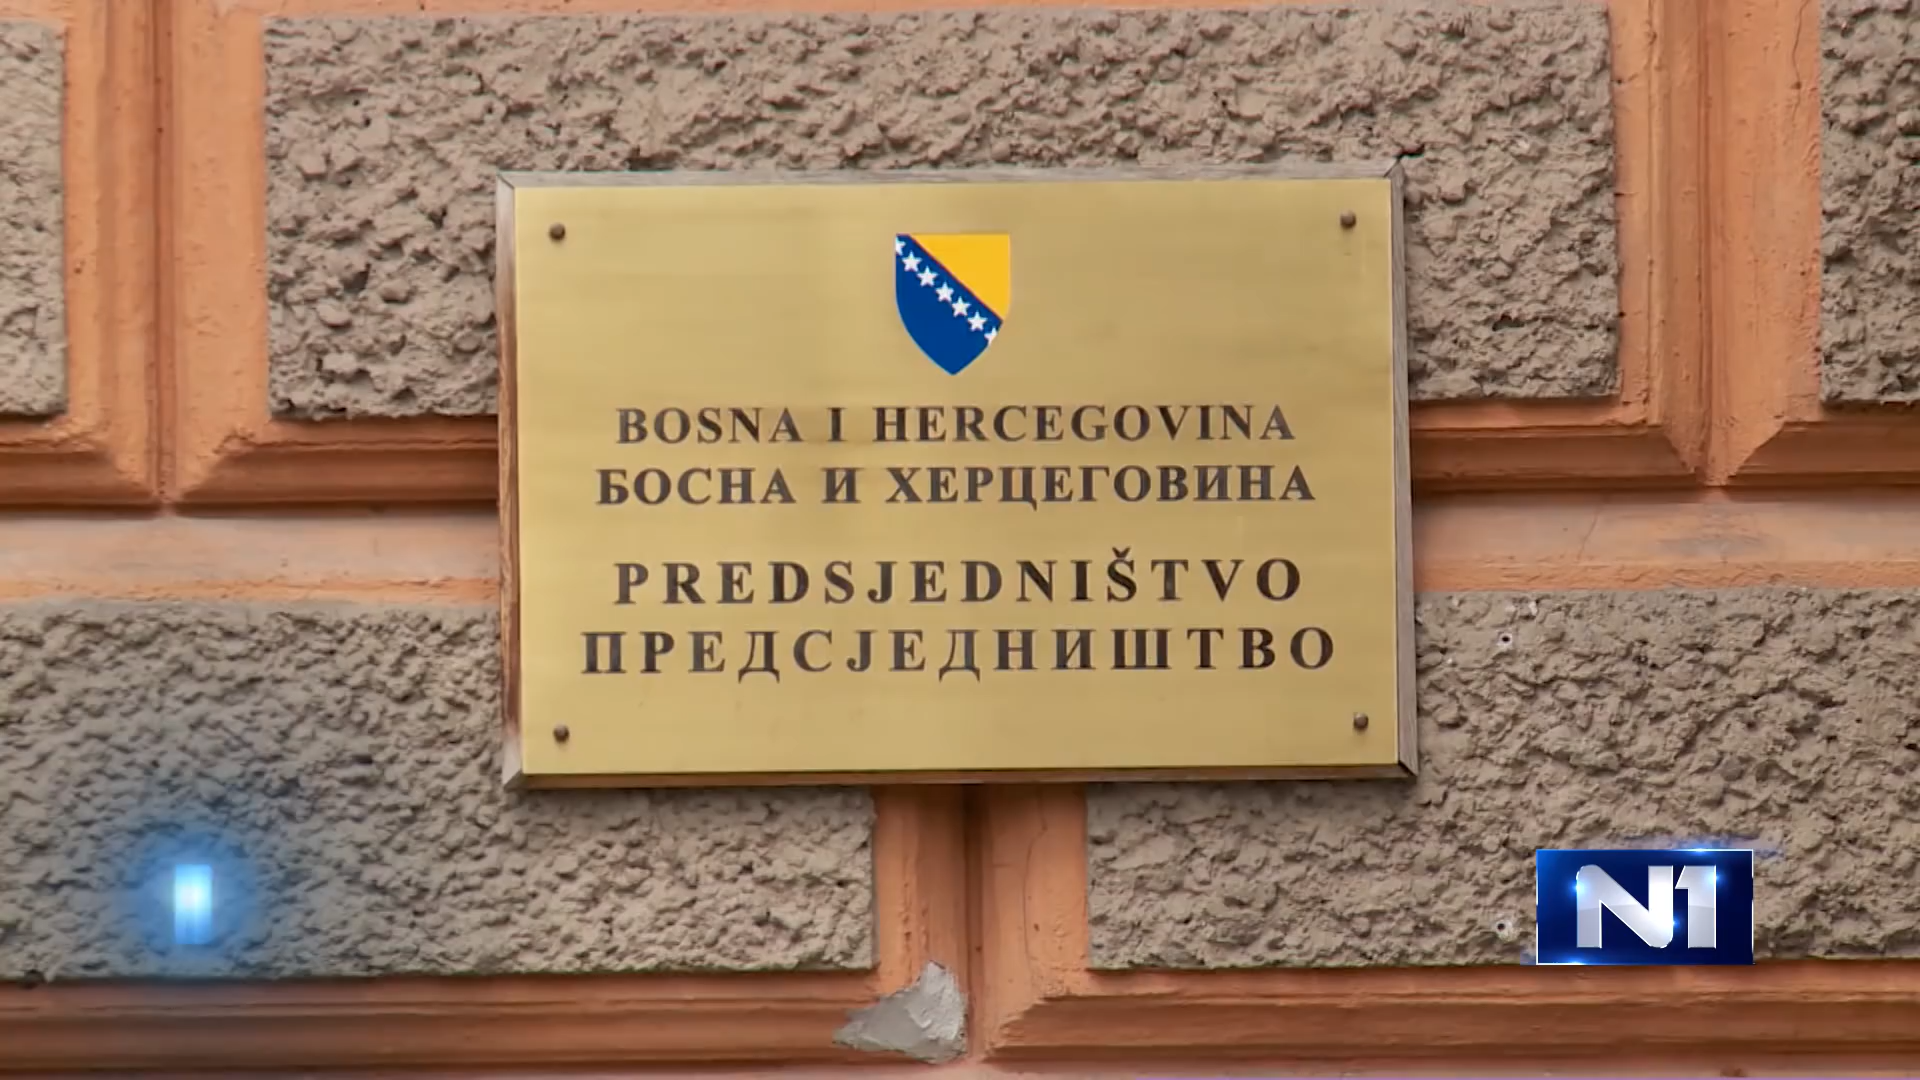 BOSNA I HERCEGOVINA
БОСНА И ХЕРЦЕГОВИНА
PREDSJEDNIŠTVO
ПРЕДСЈЕДНИШТВО
N1